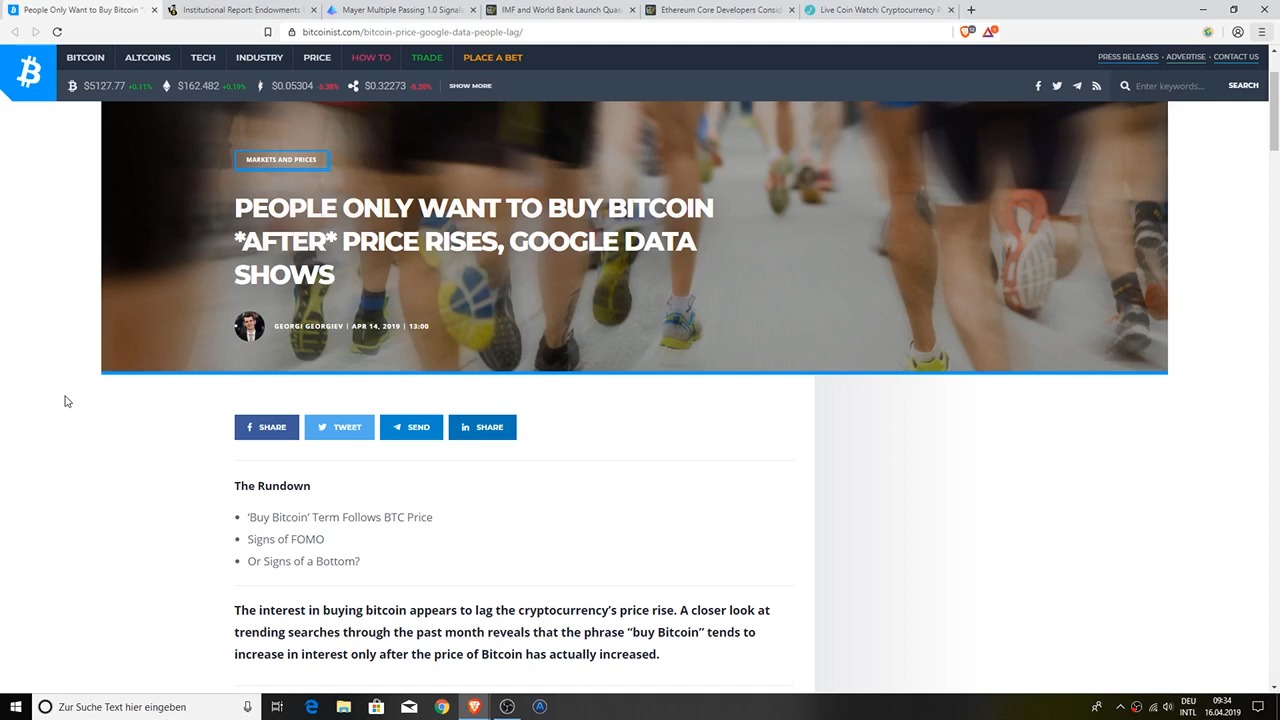 People Only Want to Buy Bitcoin *
Institutional Report: Endowments
Mayer Multiple Passing 1.0 Signals
IMF and World Bank Launch Quas
Ethereum Core Developers Consid
Live Coin Watch: Cryptocurrency P
bitcoinist.com/bitcoin-price-google-data-people-lag/
BITCOIN ALTCOINS TECH INDUSTRY PRICE HOW TO TRADE PLACE A BET
PRESS RELEASES - ADVERTISE - CONTACT US
$5127.77 +0.11% $162.482 +0.19% $0.05304 -0.38% $0.32273 -0.20% SHOW MORE
Enter keywords... SEARCH
MARKETS AND PRICES
PEOPLE ONLY WANT TO BUY BITCOIN
*AFTER* PRICE RISES, GOOGLE DATA
SHOWS
GEORGI GEORGIEV | APR 14, 2019 | 13:00
SHARE TWEET SEND SHARE
The Rundown
• ‘Buy Bitcoin’ Term Follows BTC Price
• Signs of FOMO
• Or Signs of a Bottom?
The interest in buying bitcoin appears to lag the cryptocurrency’s price rise. A closer look at
trending searches through the past month reveals that the phrase “buy Bitcoin” tends to
increase in interest only after the price of Bitcoin has actually increased.
Zur Suche Text hier eingeben
DEU
INTL
09:34
16.04.2019